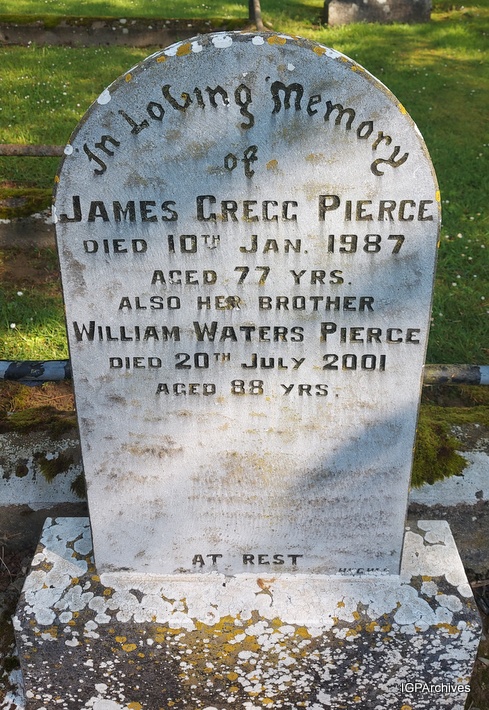 In Loving Memory
of
JAMES GREGG PIERCE
DIED 10TH JAN. 1987
AGED 77 YRS.
ALSO HER BROTHER
WILLIAM WATERS PIERCE
DIED 20TH JULY 2001
AGED 88 YRS.
AT REST
IGPArchives